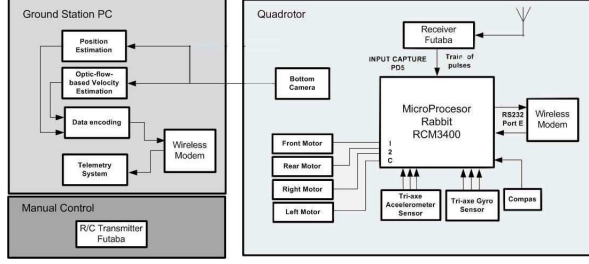 Ground Station PC
Position
Estimation
Optic-flow-
based Velocity
Estimation
Data encoding
Wireless
Modem
Telemetry
System
Manual Control
R/C Transmitter
Futaba
Quadrotor
Receiver
Futaba
INPUT CAPTURE
PD5
Train of
pulses
Bottom
Camera
MicroProcesor
Rabbit
RCM3400
RS232
Port E
Wireless
Modem
I
2
C
Front Motor
Rear Motor
Right Motor
Left Motor
Tri-axe
Accelerometer
Sensor
Tri-axe Gyro
Sensor
Compas